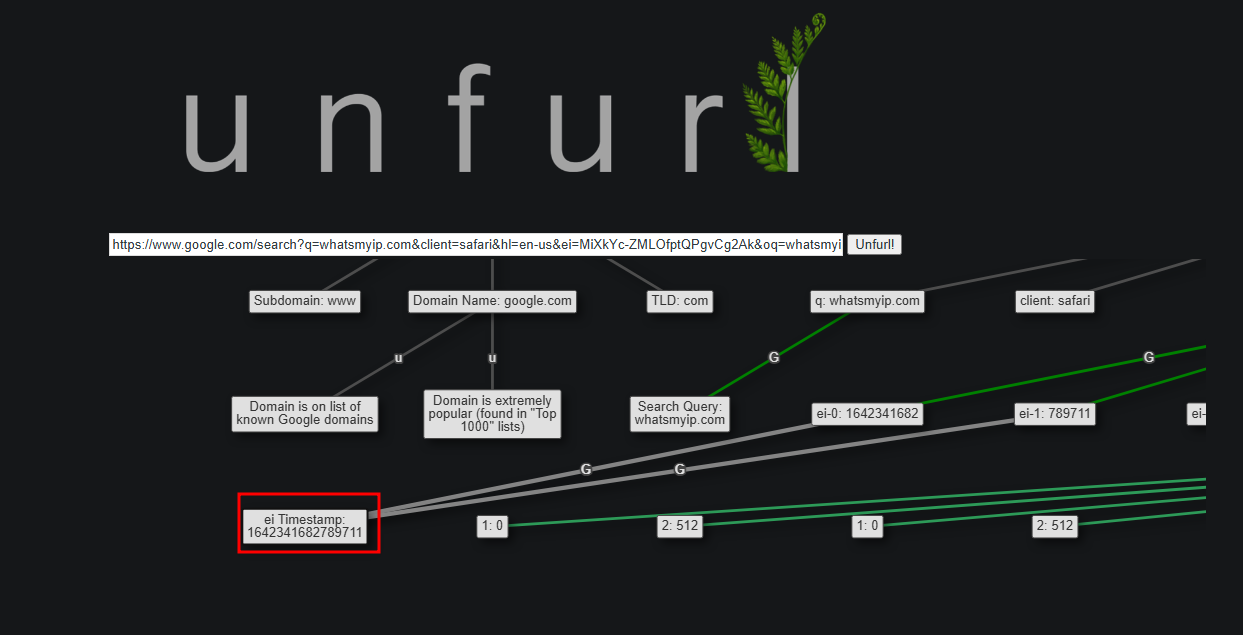 unfurl
https://www.google.com/search?q=whatsmyip.com&client=safari&hl=en-us&ei=MiXkYc-ZMLOfptQPgvCg2Ak&oq=whatsmyi
Unfurl!
Subdomain: www
Domain Name: google.com
TLD: com
q: whatsmyip.com
client: safari
u
u
G
G
Domain is on list of
known Google domains
Domain is extremely
popular (found in "Top
1000" lists)
Search Query:
whatsmyip.com
ei-0: 1642341682
ei-1: 789711
ei-
G
G
ei Timestamp:
1642341682789711
1: 0
2: 512
1: 0
2: 512